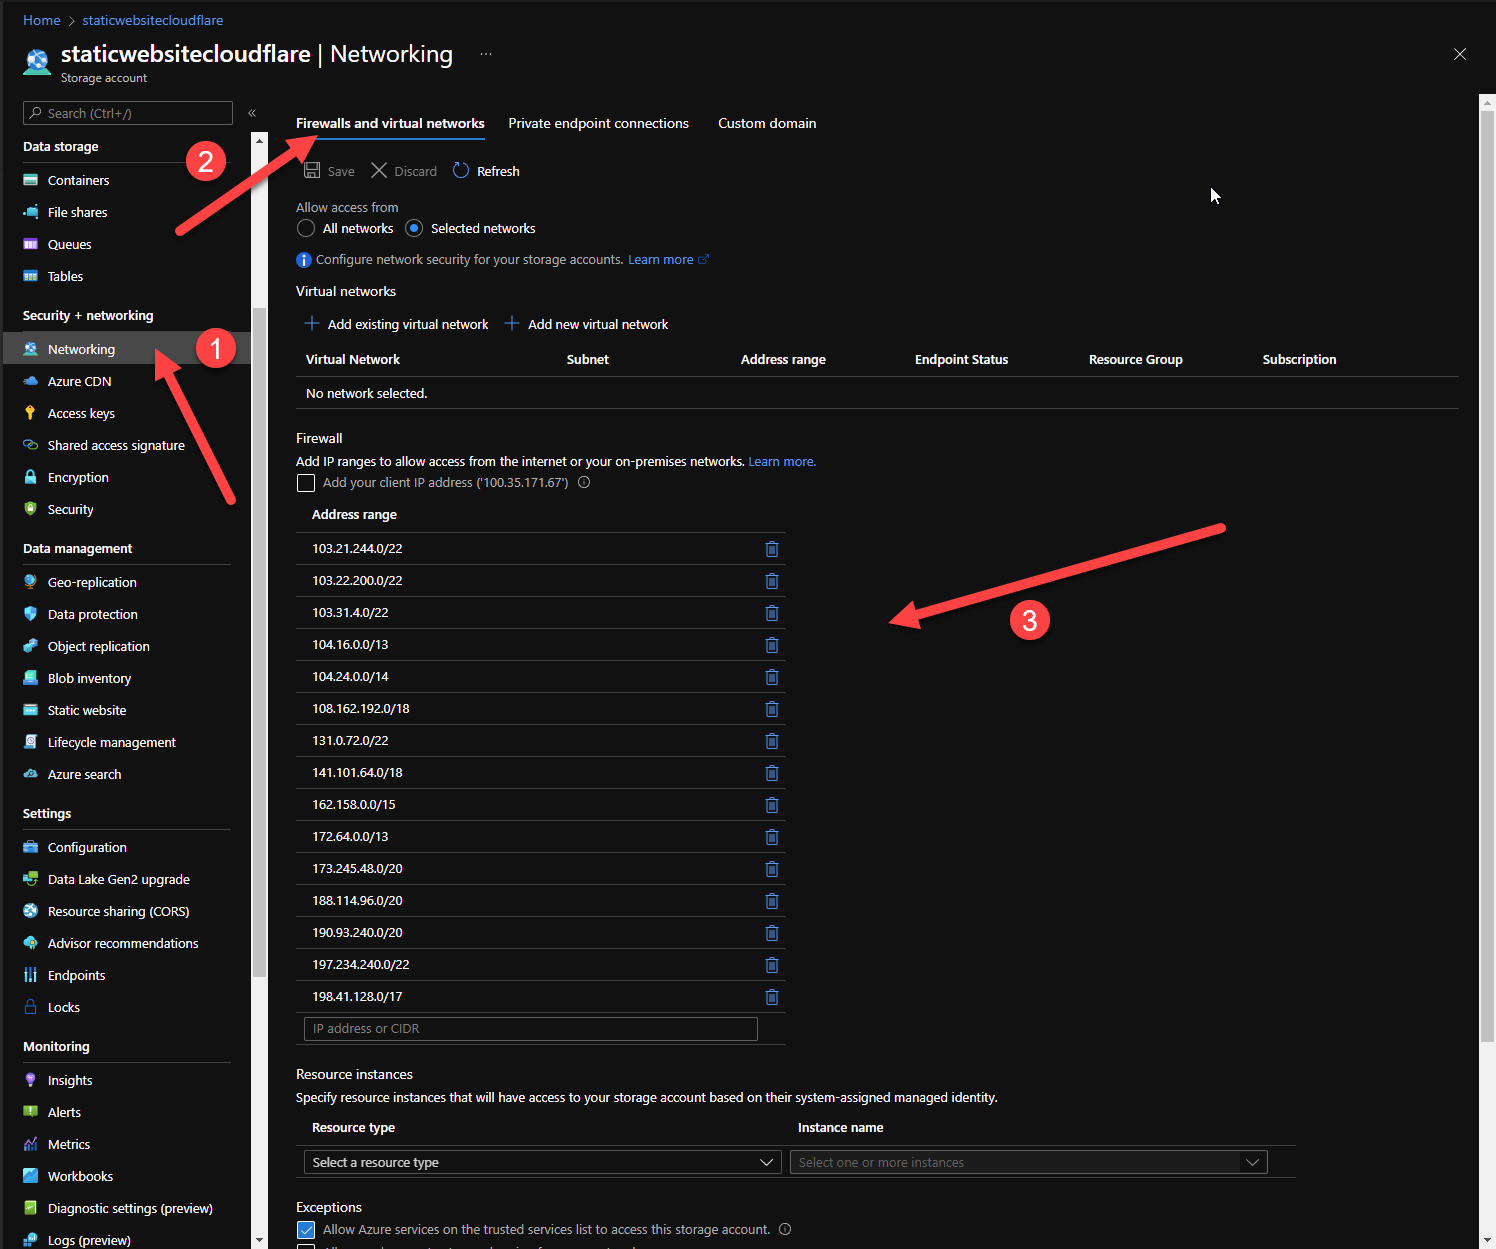 Home > staticwebsitecloudflare
staticwebsitecloudflare | Networking ...
Storage account
Search (Ctrl+/)
«
Data storage
Containers
File shares
Queues
Tables
Security + networking
Networking
Azure CDN
Access keys
Shared access signature
Encryption
Security
Data management
Geo-replication
Data protection
Object replication
Blob inventory
Static website
Lifecycle management
Azure search
Settings
Configuration
Data Lake Gen2 upgrade
Resource sharing (CORS)
Advisor recommendations
Endpoints
Locks
Monitoring
Insights
Alerts
Metrics
Workbooks
Diagnostic settings (preview)
Logs (preview)
1
2
3
Firewalls and virtual networks Private endpoint connections Custom domain
Save Discard Refresh
Allow access from
All networks Selected networks
Configure network security for your storage accounts. Learn more
Virtual networks
+ Add existing virtual network + Add new virtual network
Virtual Network Subnet Address range Endpoint Status Resource Group Subscription
No network selected.
Firewall
Add IP ranges to allow access from the internet or your on-premises networks. Learn more.
Add your client IP address ('100.35.171.67')
Address range
103.21.244.0/22
103.22.200.0/22
103.31.4.0/22
104.16.0.0/13
104.24.0.0/14
108.162.192.0/18
131.0.72.0/22
141.101.64.0/18
162.158.0.0/15
172.64.0.0/13
173.245.48.0/20
188.114.96.0/20
190.93.240.0/20
197.234.240.0/22
198.41.128.0/17
IP address or CIDR
Resource instances
Specify resource instances that will have access to your storage account based on their system-assigned managed identity.
Resource type Instance name
Select a resource type Select one or more instances
Exceptions
Allow Azure services on the trusted services list to access this storage account.